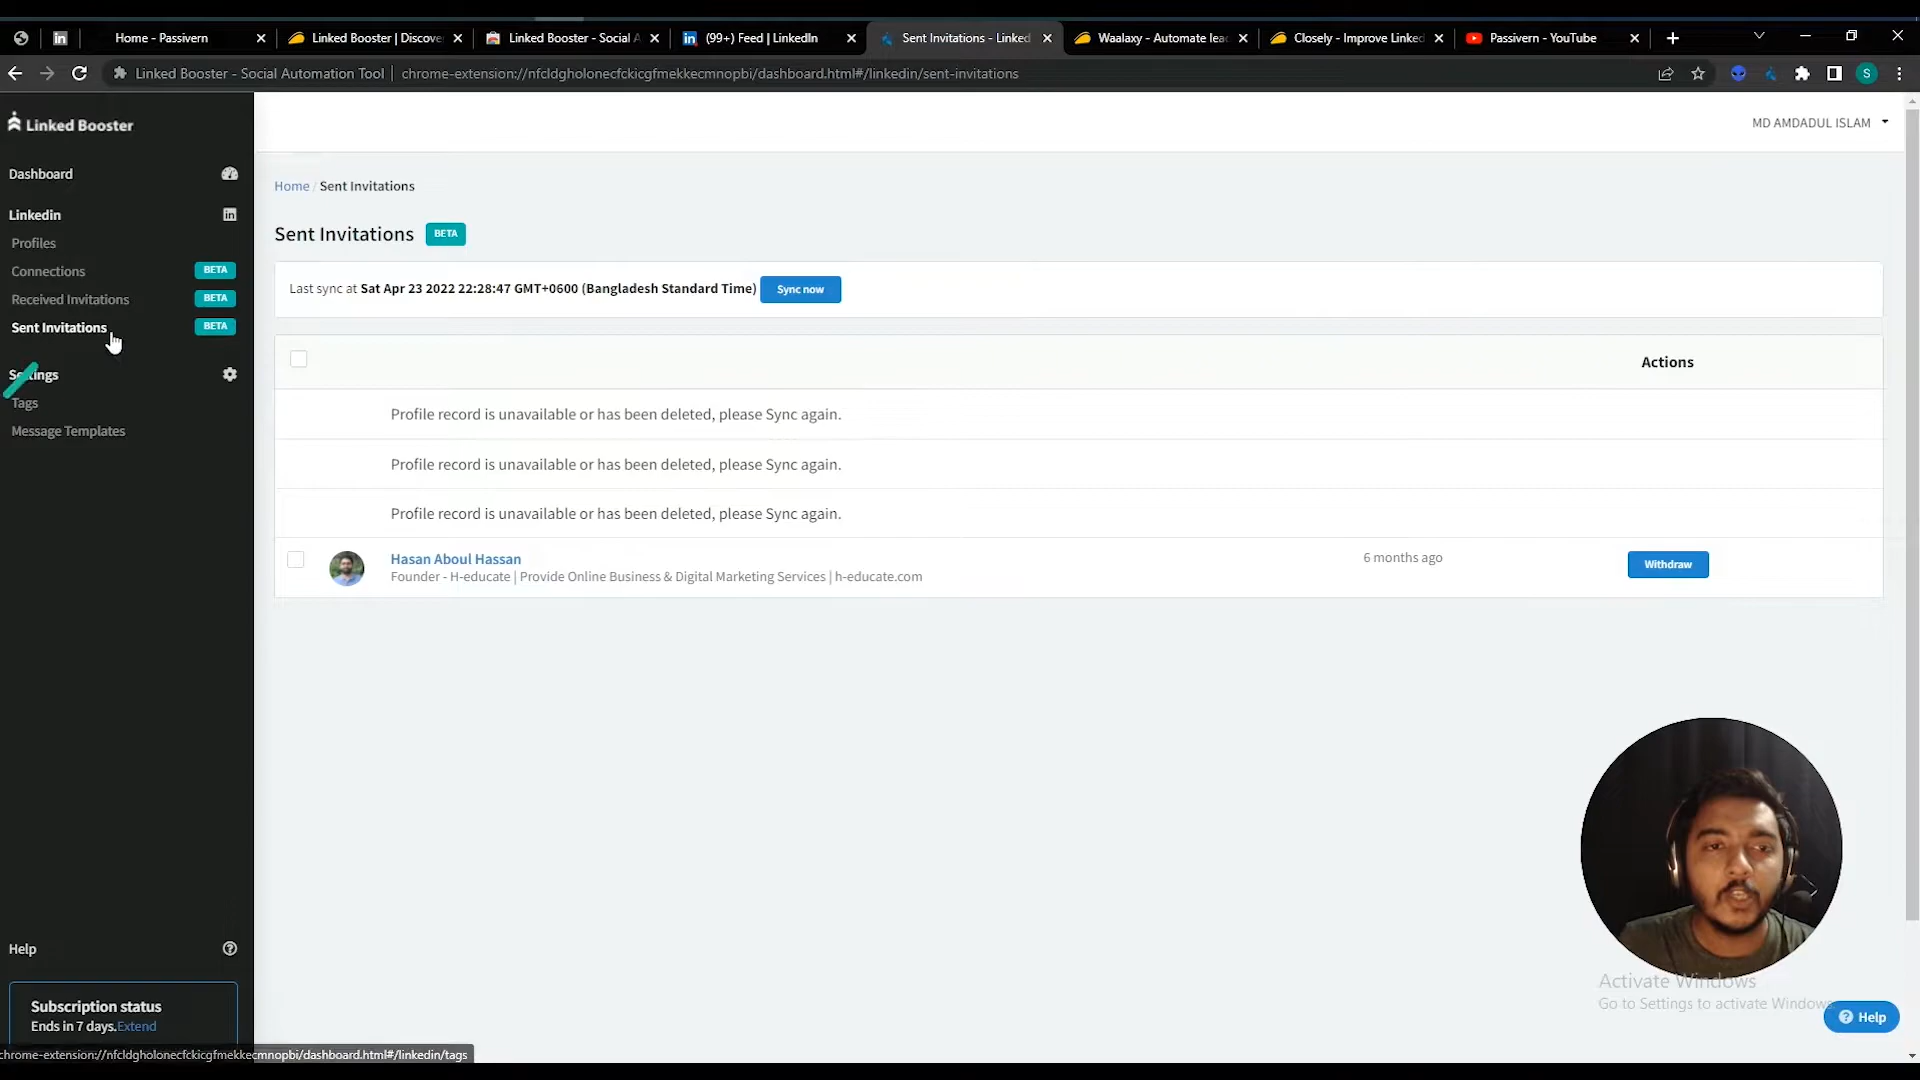 Home - Passivern
Linked Booster | Discove
Linked Booster - Social A
(99+) Feed | LinkedIn
Sent Invitations - Linked
Waalaxy - Automate lea
Closely - Improve Linked
Passivern - YouTube
Linked Booster - Social Automation Tool | chrome-extension://nfcldgholonecfckicgfmekkecmnopbi/dashboard.html#/linkedin/sent-invitations
S
Linked Booster
MD AMDADUL ISLAM
Dashboard
Linkedin
Profiles
Connections BETA
Received Invitations BETA
Sent Invitations BETA
Settings
Tags
Message Templates
Home / Sent Invitations
Sent Invitations BETA
Last sync at Sat Apr 23 2022 22:28:47 GMT+0600 (Bangladesh Standard Time) Sync now
Actions
Profile record is unavailable or has been deleted, please Sync again.
Profile record is unavailable or has been deleted, please Sync again.
Profile record is unavailable or has been deleted, please Sync again.
Hasan Aboul Hassan
Founder - H-educate | Provide Online Business & Digital Marketing Services | h-educate.com
6 months ago
Withdraw
Help
Subscription status
Ends in 7 days.Extend
chrome-extension://nfcldgholonecfckicgfmekkecmnopbi/dashboard.html#/linkedin/tags
Activate Windows
Go to Settings to activate Windows
Help